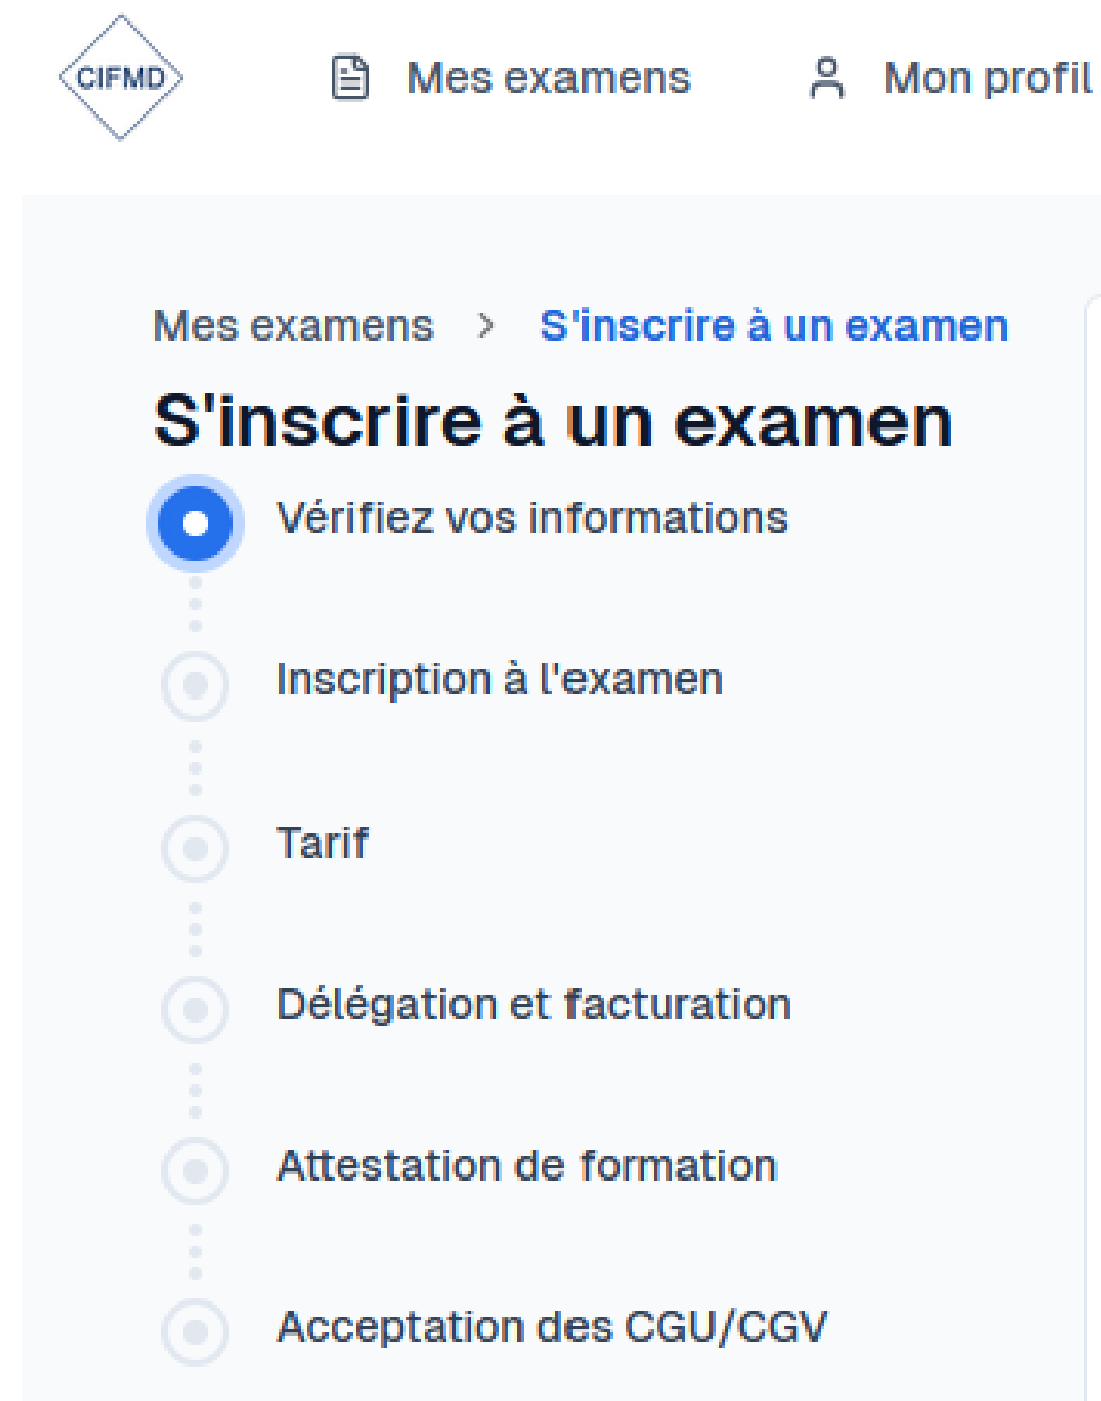 CIFMD
Mes examens
Mon profil
Mes examens > S'inscrire à un examen
S'inscrire à un examen
Vérifiez vos informations
Inscription à l'examen
Tarif
Délégation et facturation
Attestation de formation
Acceptation des CGU/CGV